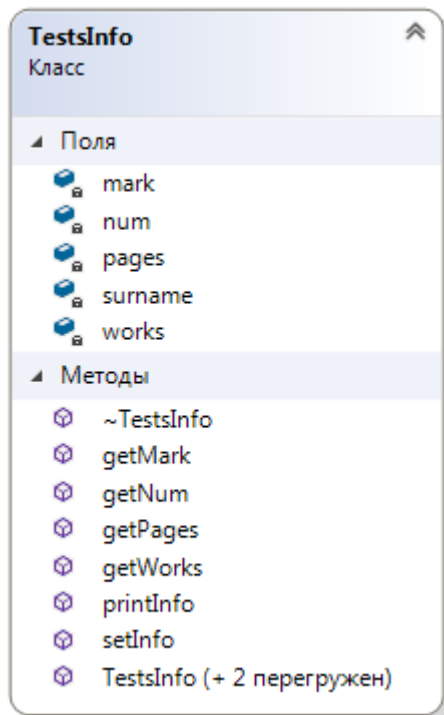 TestsInfo
Класс
Поля
mark
num
pages
surname
works
Методы
~TestsInfo
getMark
getNum
getPages
getWorks
printInfo
setInfo
TestsInfo (+ 2 перегружен)